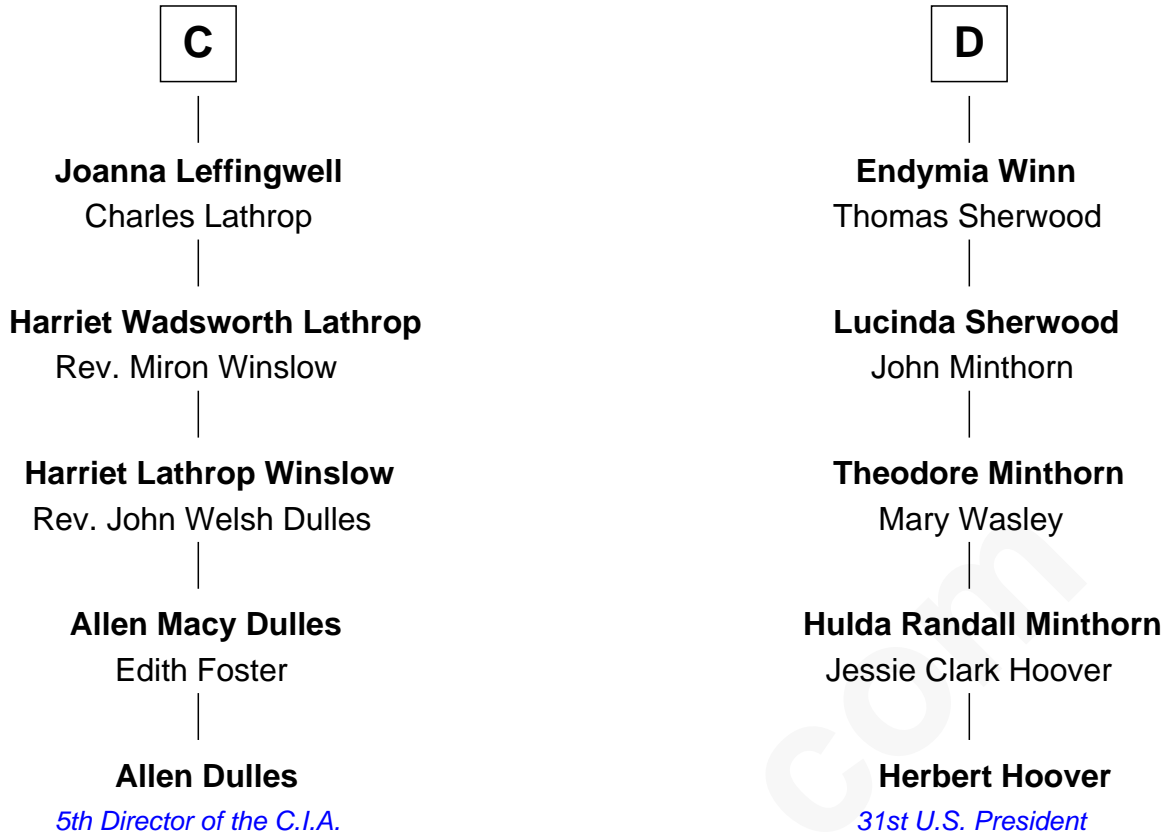 C
Joanna Leffingwell
Charles Lathrop
Harriet Wadsworth Lathrop
Rev. Miron Winslow
Harriet Lathrop Winslow
Rev. John Welsh Dulles
Allen Macy Dulles
Edith Foster
Allen Dulles
5th Director of the C.I.A.
D
Endymia Winn
Thomas Sherwood
Lucinda Sherwood
John Minthorn
Theodore Minthorn
Mary Wasley
Hulda Randall Minthorn
Jessie Clark Hoover
Herbert Hoover
31st U.S. President
com